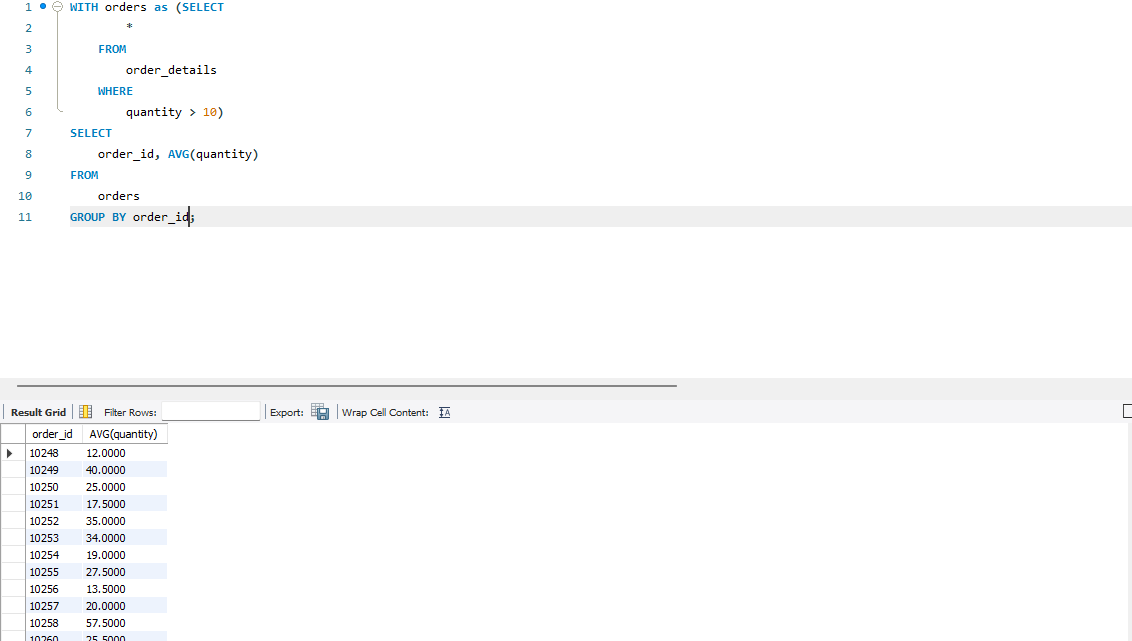 1 WITH orders as (SELECT
2 *
3 FROM
4 order_details
5 WHERE
6 quantity > 10)
7 SELECT
8 order_id, AVG(quantity)
9 FROM
10 orders
11 GROUP BY order_id;
Result Grid Filter Rows: Export: Wrap Cell Content: IA
order_id AVG(quantity)
10248 12.0000
10249 40.0000
10250 25.0000
10251 17.5000
10252 35.0000
10253 34.0000
10254 19.0000
10255 27.5000
10256 13.5000
10257 20.0000
10258 57.5000
10260 25.5000